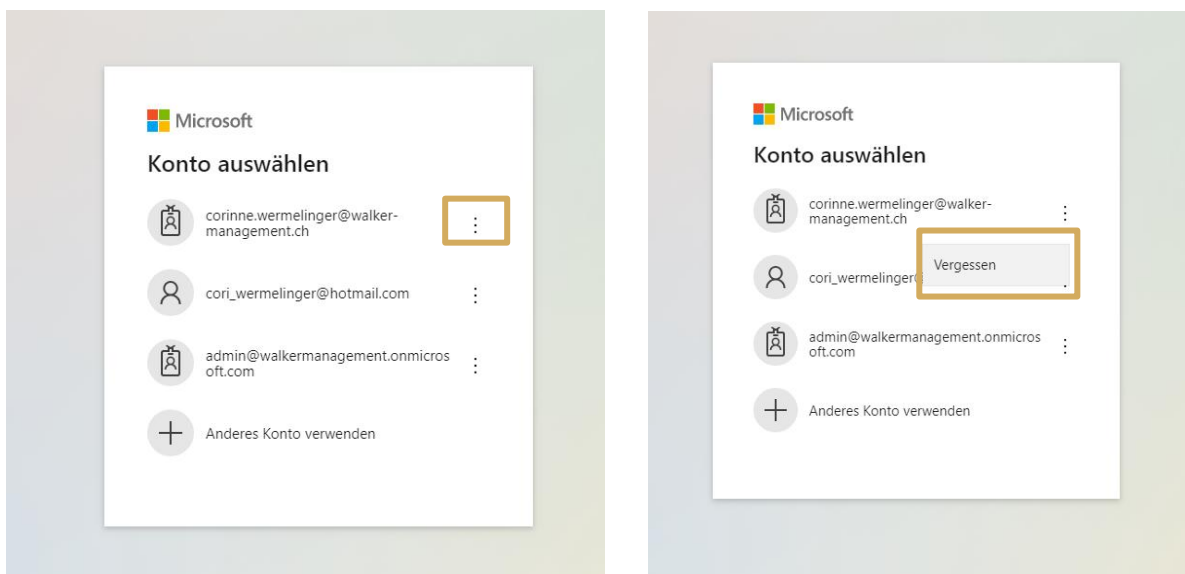 Microsoft
Konto auswählen
corinne.wermelinger@walker-
management.ch
cori_wermelinger@hotmail.com
admin@walkermanagement.onmicros
oft.com
Anderes Konto verwenden
Microsoft
Konto auswählen
corinne.wermelinger@walker-
management.ch
Vergessen
cori_wermelinger@
admin@walkermanagement.onmicros
oft.com
Anderes Konto verwenden